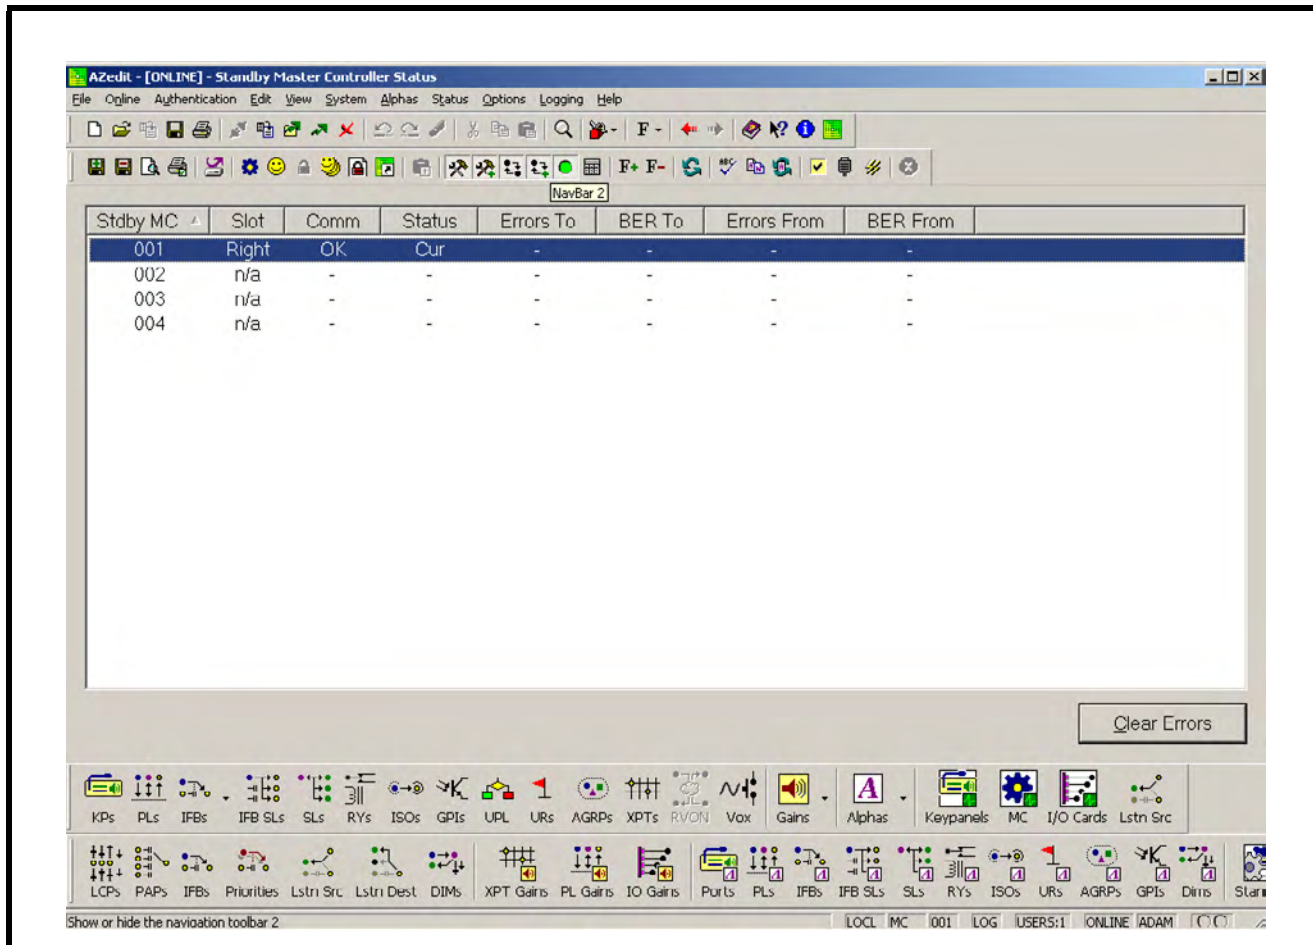 AZedit - [ONLINE] - Standby Master Controller Status
File Online Authentication Edit View System Alphas Status Options Logging Help
F
F+ F-
NavBar 2
Stdby MC Slot Comm Status Errors To BER To Errors From BER From
001 Right OK Cur - - - -
002 n/a - - - - - -
003 n/a - - - - - -
004 n/a - - - - - -
Clear Errors
KPs PLs IFBs IFB SLs SLs RYs ISOs GPIs UPL URs AGRPs XPTs RVON Vox Gains Alphas Keypanels MC I/O Cards Lstn Src
LCPs PAPs IFBs Priorities Lstn Src Lstn Dest DIMs XPT Gains PL Gains IO Gains Ports PLs IFBs IFB SLs SLs RYs ISOs URs AGRPs GPIs Dims
Show or hide the navigation toolbar 2 LOCL MC 001 LOG USERS:1 ONLINE ADAM